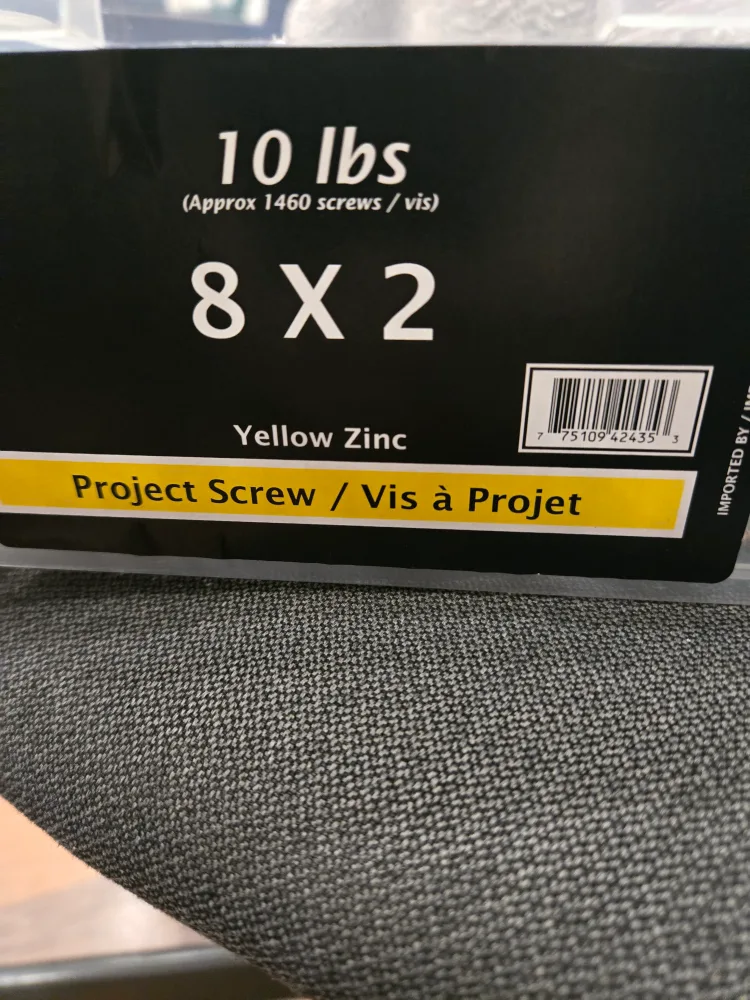 10 lbs
(Approx 1460 screws / vis)
8 X 2
Yellow Zinc
7 75109 42435 3
Project Screw / Vis à Projet
IMPORTED BY /